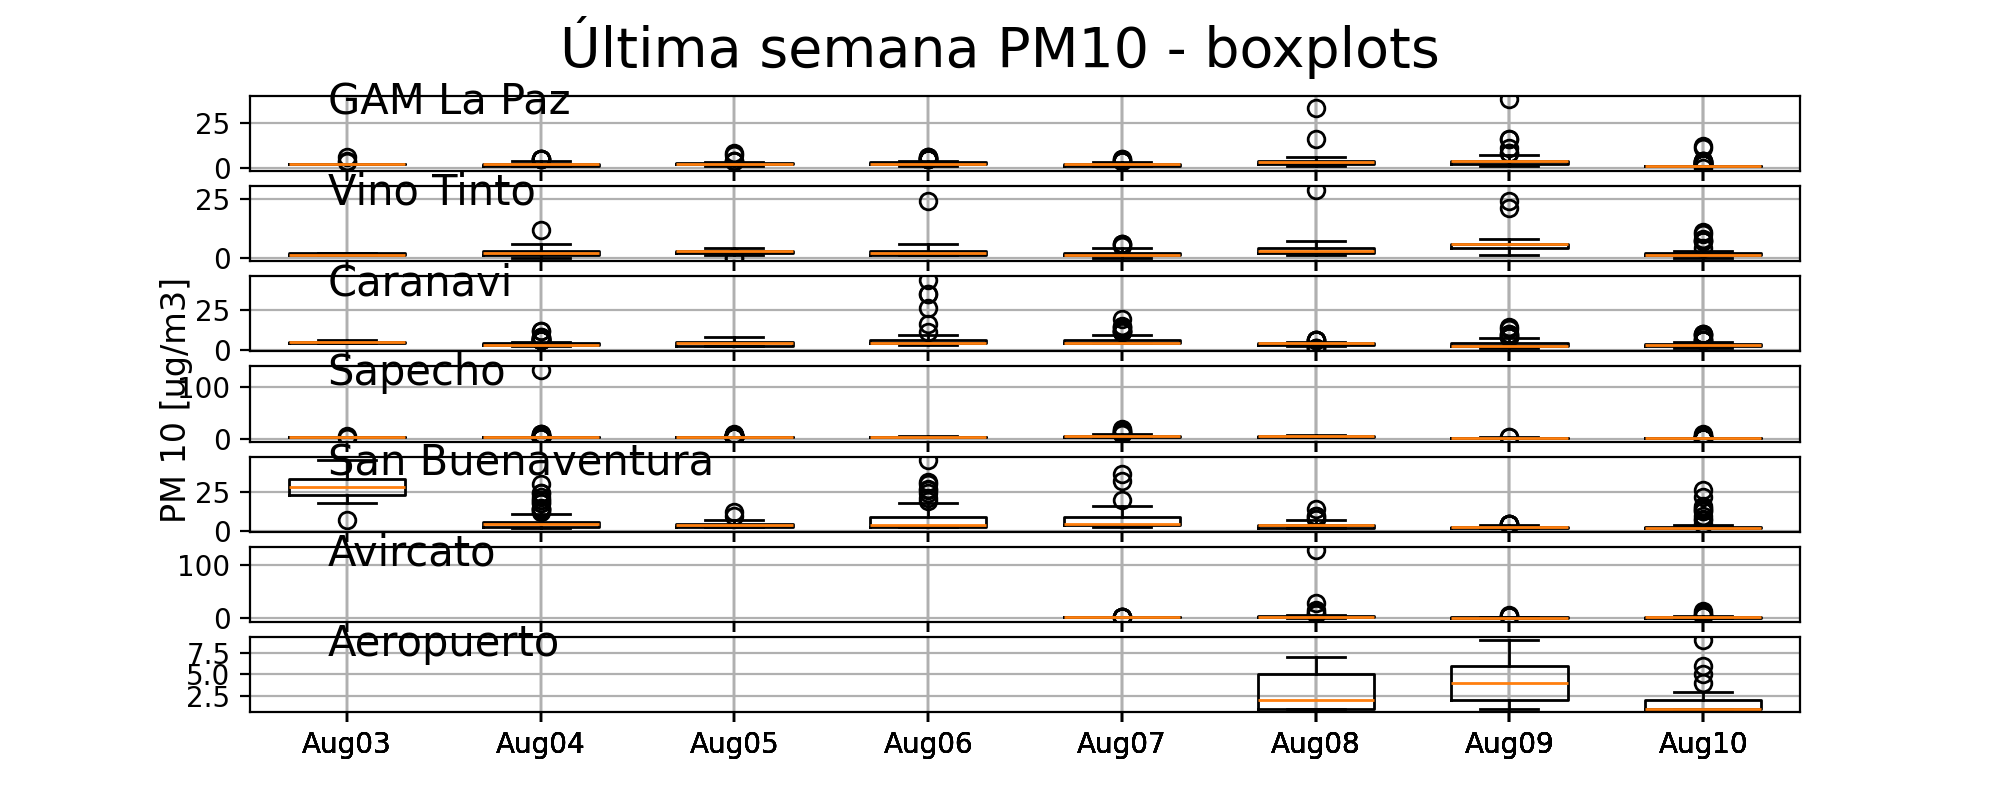 Última semana PM10 - boxplots
GAM La Paz
25
0
Vino Tinto
25
0
Caranavi
25
0
PM 10 [µg/m3]
Sapecho
100
0
San Buenaventura
25
0
Avircato
100
0
Aeropuerto
7.5
5.0
2.5
Aug03 Aug04 Aug05 Aug06 Aug07 Aug08 Aug09 Aug10